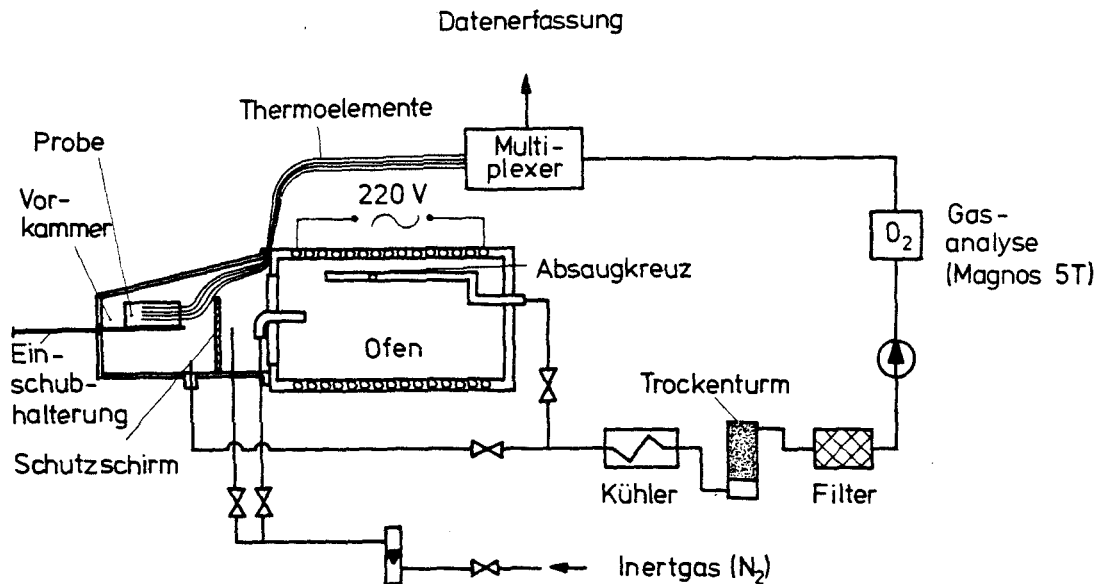 Datenerfassung
Thermoelemente
Probe
Multi-
plexer
Vor-
kammer
220 V
O₂
Gas-
analyse
(Magnos 5T)
Absaugkreuz
Ofen
Ein-
schub-
halterung
Trockenturm
Schutzschirm
Kühler
Filter
Inertgas (N₂)